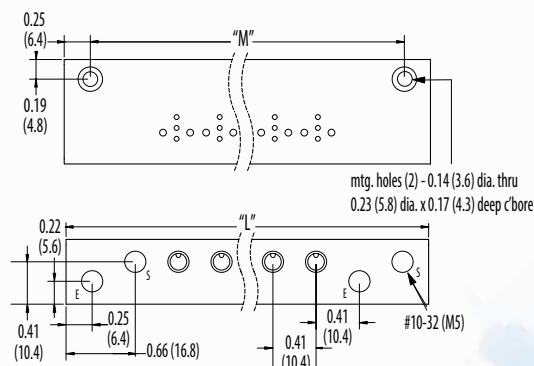 0.25
(6.4)
"M"
0.19
(4.8)
mtg. holes (2) - 0.14 (3.6) dia. thru
0.23 (5.8) dia. x 0.17 (4.3) deep c'bore
"L"
0.22
(5.6)
S
S
E
E
0.41
(10.4)
0.25
(6.4)
0.66 (16.8)
0.41
(10.4)
0.41
(10.4)
#10-32 (M5)